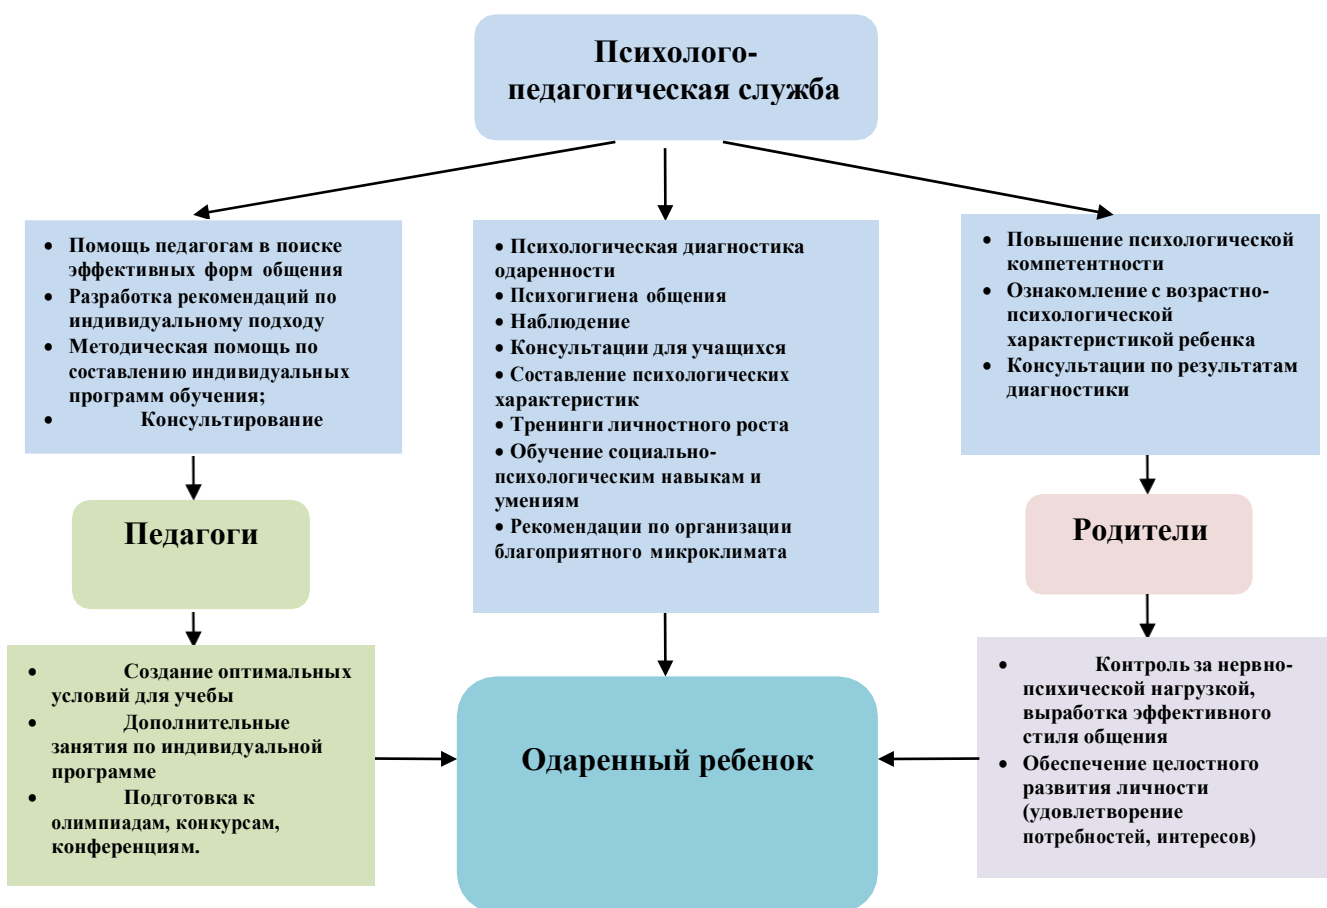 Психолого-
педагогическая служба
• Помощь педагогам в поиске
эффективных форм общения
• Разработка рекомендаций по
индивидуальному подходу
• Методическая помощь по
составлению индивидуальных
программ обучения;
• Консультирование
• Психологическая диагностика
одаренности
• Психогигиена общения
• Наблюдение
• Консультации для учащихся
• Составление психологических
характеристик
• Тренинги личностного роста
• Обучение социально-
психологическим навыкам и
умениям
• Рекомендации по организации
благоприятного микроклимата
• Повышение психологической
компетентности
• Ознакомление с возрастно-
психологической
характеристикой ребенка
• Консультации по результатам
диагностики
Педагоги
Родители
• Создание оптимальных
условий для учебы
• Дополнительные
занятия по индивидуальной
программе
• Подготовка к
олимпиадам, конкурсам,
конференциям.
Одаренный ребенок
• Контроль за нервно-
психической нагрузкой,
выработка эффективного
стиля общения
• Обеспечение целостного
развития личности
(удовлетворение
потребностей, интересов)